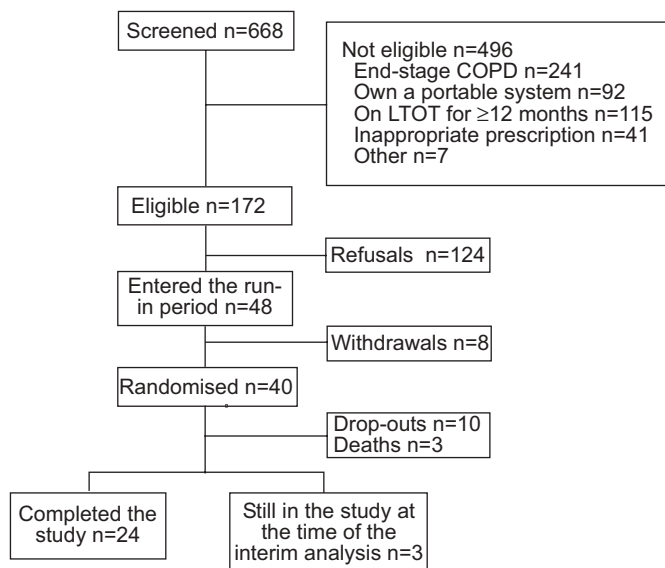 Screened n=668
Not eligible n=496
End-stage COPD n=241
Own a portable system n=92
On LTOT for ≥12 months n=115
Inappropriate prescription n=41
Other n=7
Eligible n=172
Refusals n=124
Entered the run-
in period n=48
Withdrawals n=8
Randomised n=40
Drop-outs n=10
Deaths n=3
Completed the
study n=24
Still in the study at
the time of the
interim analysis n=3